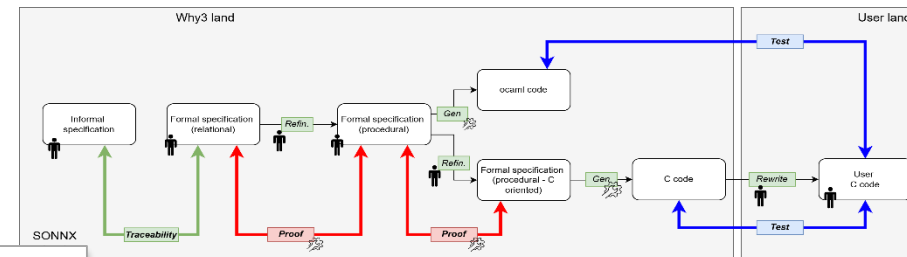 Why3 land
User land
Test
ocaml code
Gen
Informal
specification
Formal specification
(relational)
Refin.
Formal specification
(procedural)
Refin.
Formal specification
(procedural - C
oriented)
Gen
C code
Rewrite
User
C code
SONNX
Traceability
Proof
Proof
Test